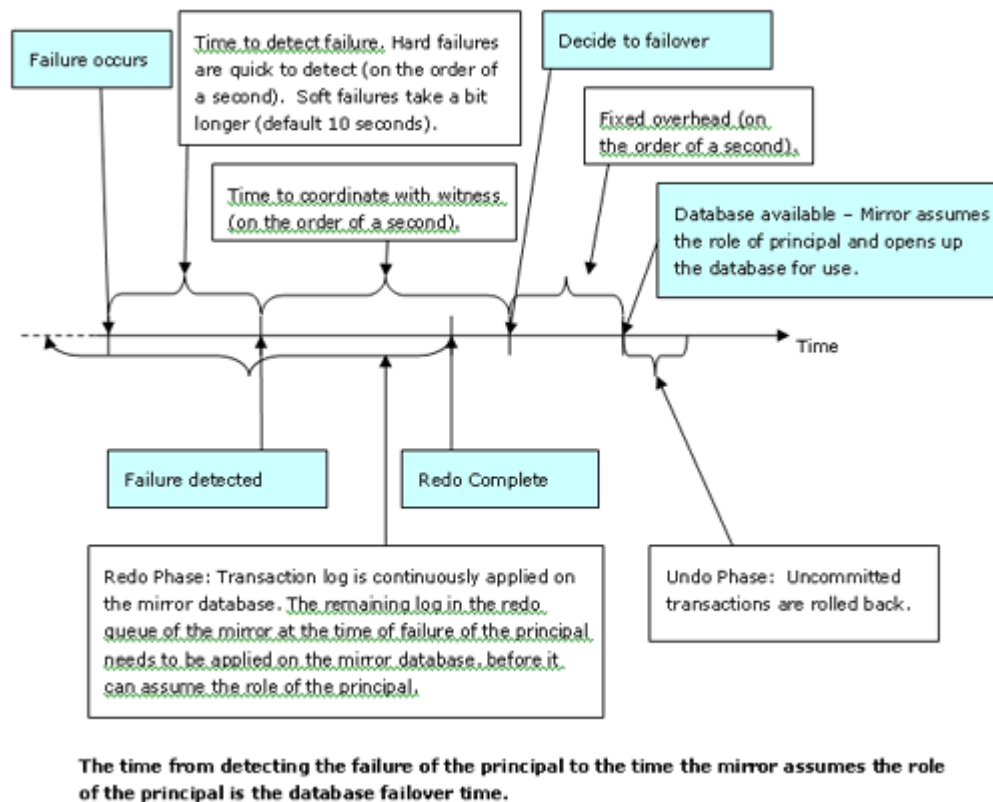 Failure occurs
Time to detect failure. Hard failures
are quick to detect (on the order of
a second). Soft failures take a bit
longer (default 10 seconds).
Decide to failover
Fixed overhead (on
the order of a second).
Time to coordinate with witness
(on the order of a second).
Database available – Mirror assumes
the role of principal and opens up
the database for use.
Time
Failure detected
Redo Complete
Redo Phase: Transaction log is continuously applied on
the mirror database. The remaining log in the redo
queue of the mirror at the time of failure of the principal
needs to be applied on the mirror database, before it
can assume the role of the principal.
Undo Phase: Uncommitted
transactions are rolled back.
The time from detecting the failure of the principal to the time the mirror assumes the role
of the principal is the database failover time.